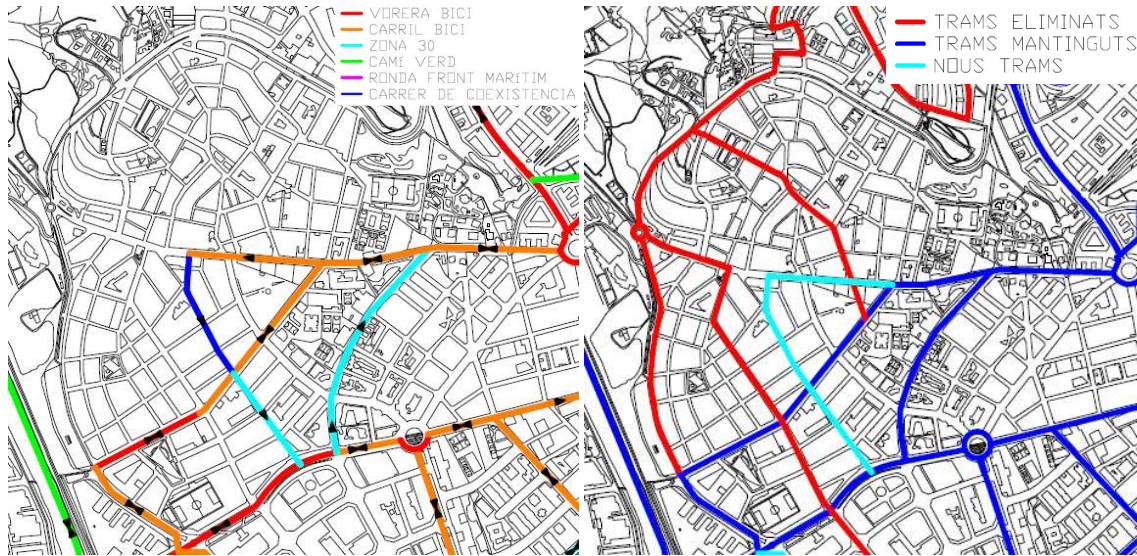 VORERA BICI
CARRIL BICI
ZONA 30
CAMÍ VERD
RONDA FRONT MARÍTIM
CARRER DE COEXISTENCIA
TRAMS ELIMINATS
TRAMS MANTINGUTS
NOUS TRAMS